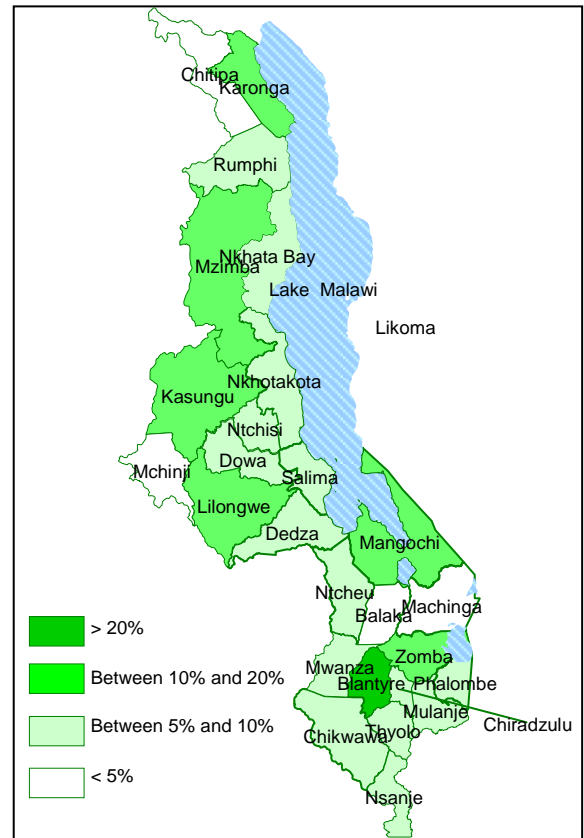 Chitipa
Karonga
Rumphi
Nkhata Bay
Mzimba
Lake Malawi
Likoma
Nkhotakota
Kasungu
Ntchisi
Dowa
Mchinji
Salima
Lilongwe
Dedza
Mangochi
Ntcheu
Balaka
Machinga
> 20%
Zomba
Mwanza
Between 10% and 20%
Blantyre
Phalombe
Mulanje
Chiradzulu
Between 5% and 10%
Thyolo
Chikwawa
< 5%
Nsanje